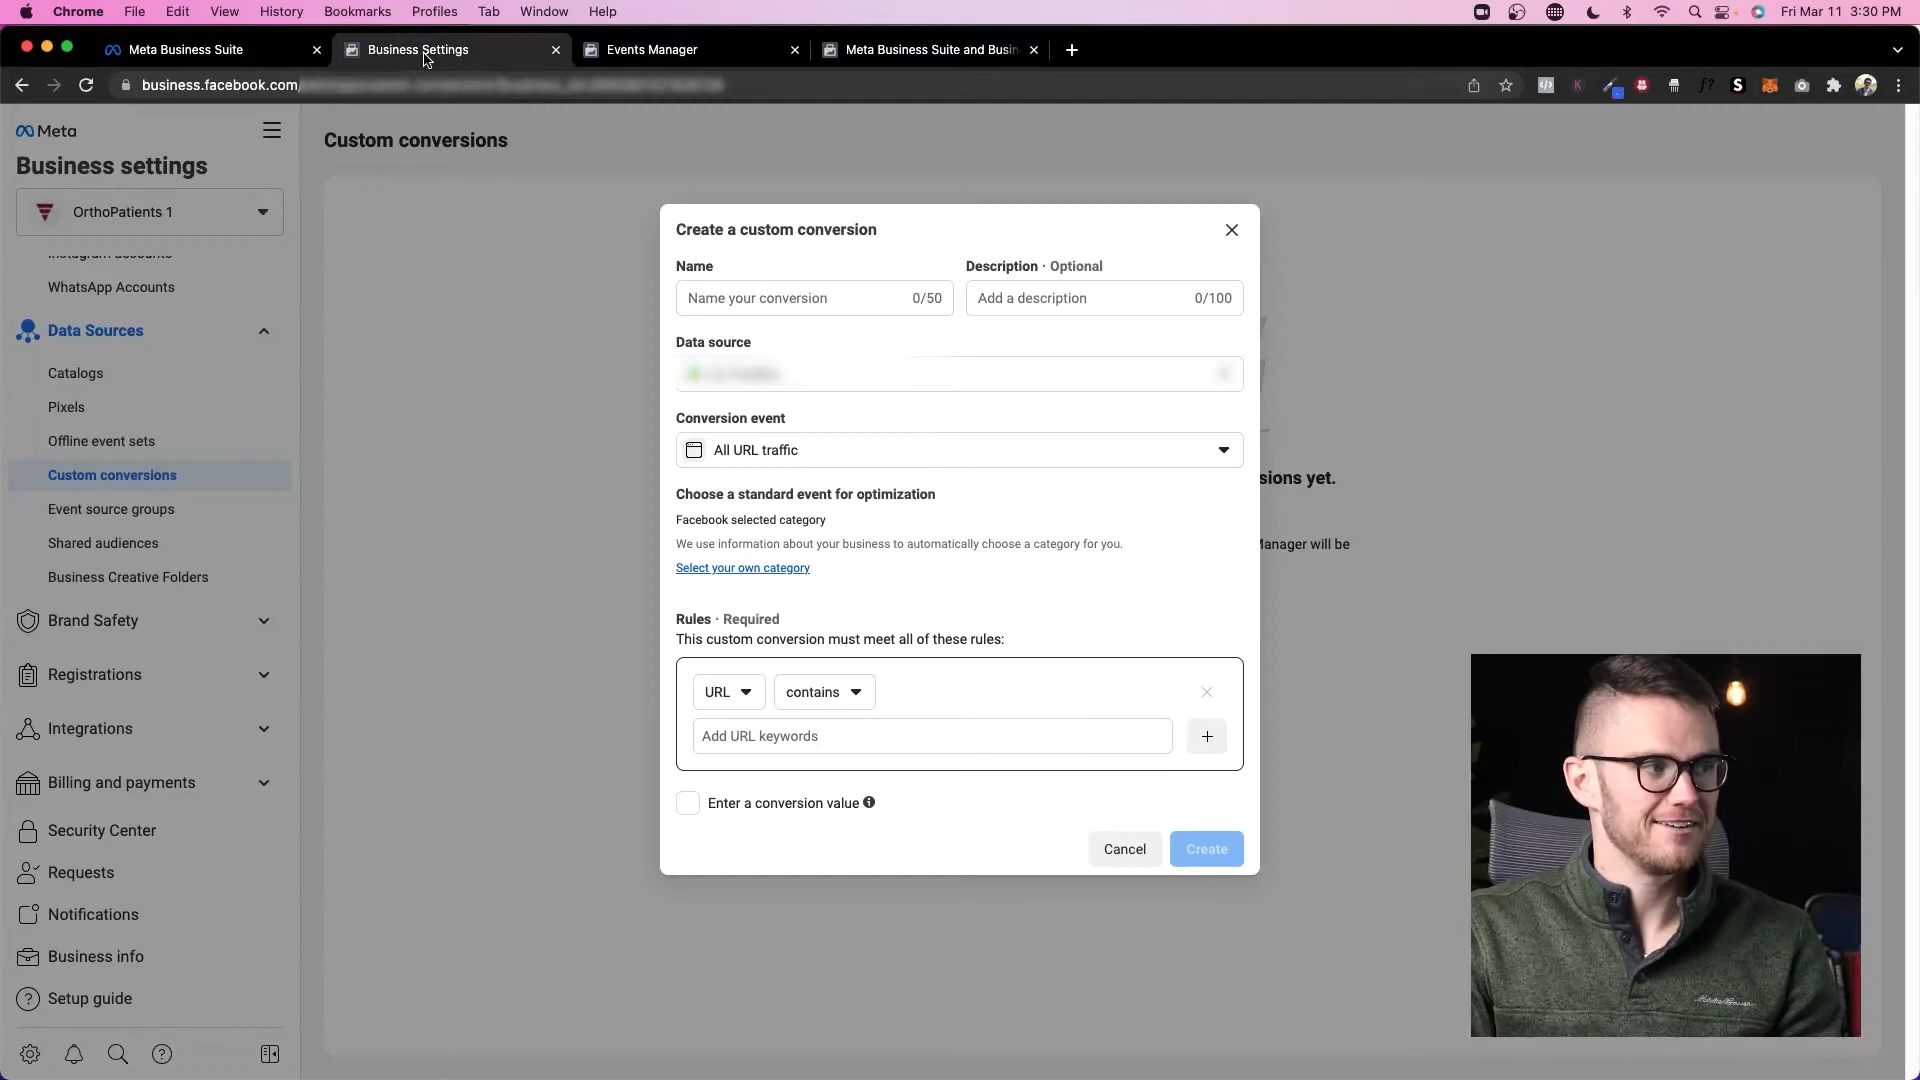 Chrome File Edit View History Bookmarks Profiles Tab Window Help Fri Mar 11 3:30 PM
Meta Business Suite Business Settings Events Manager Meta Business Suite and Busin
business.facebook.com/
Meta
Business settings
OrthoPatients 1
Instagram accounts
WhatsApp Accounts
Data Sources
Catalogs
Pixels
Offline event sets
Custom conversions
Event source groups
Shared audiences
Business Creative Folders
Brand Safety
Registrations
Integrations
Billing and payments
Security Center
Requests
Notifications
Business info
Setup guide
Custom conversions
Create a custom conversion
Name Description · Optional
Name your conversion 0/50 Add a description 0/100
Data source
Conversion event
All URL traffic
Choose a standard event for optimization
Facebook selected category
We use information about your business to automatically choose a category for you.
Select your own category
Rules · Required
This custom conversion must meet all of these rules:
URL contains
Add URL keywords
Enter a conversion value
Cancel Create
sions yet.
Manager will be